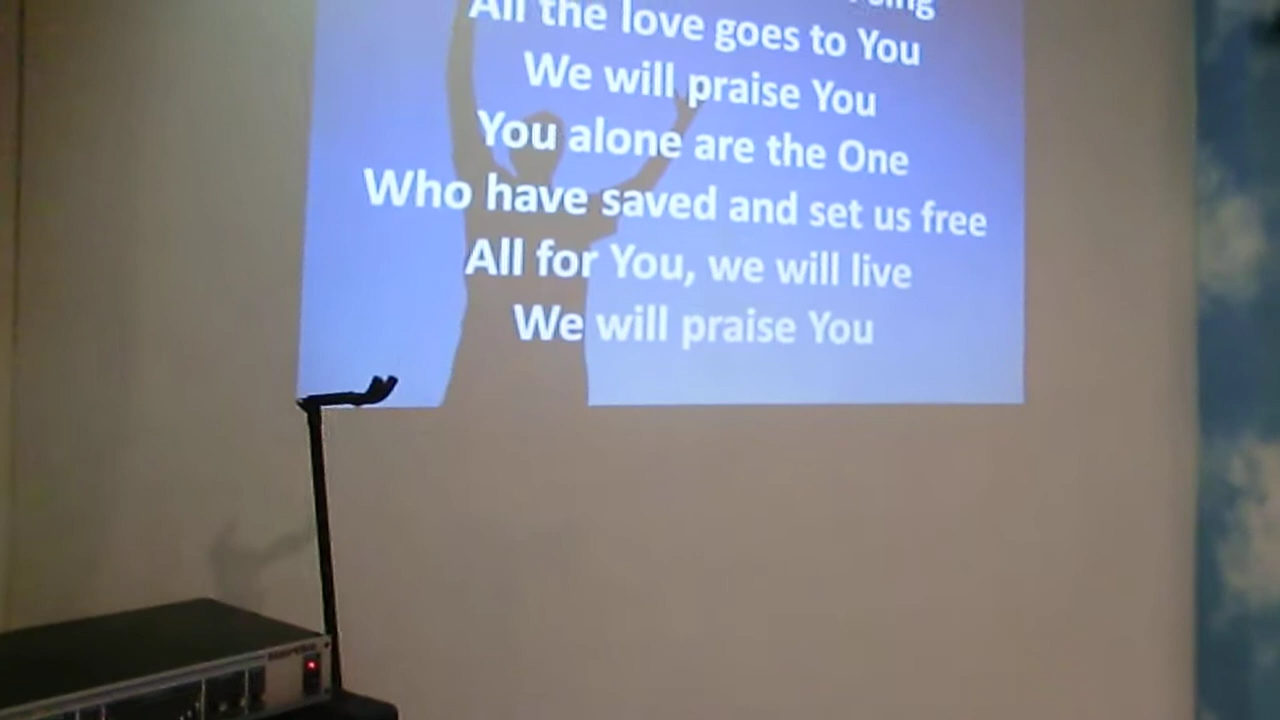 sing
All the love goes to You
We will praise You
You alone are the One
Who have saved and set us free
All for You, we will live
We will praise You